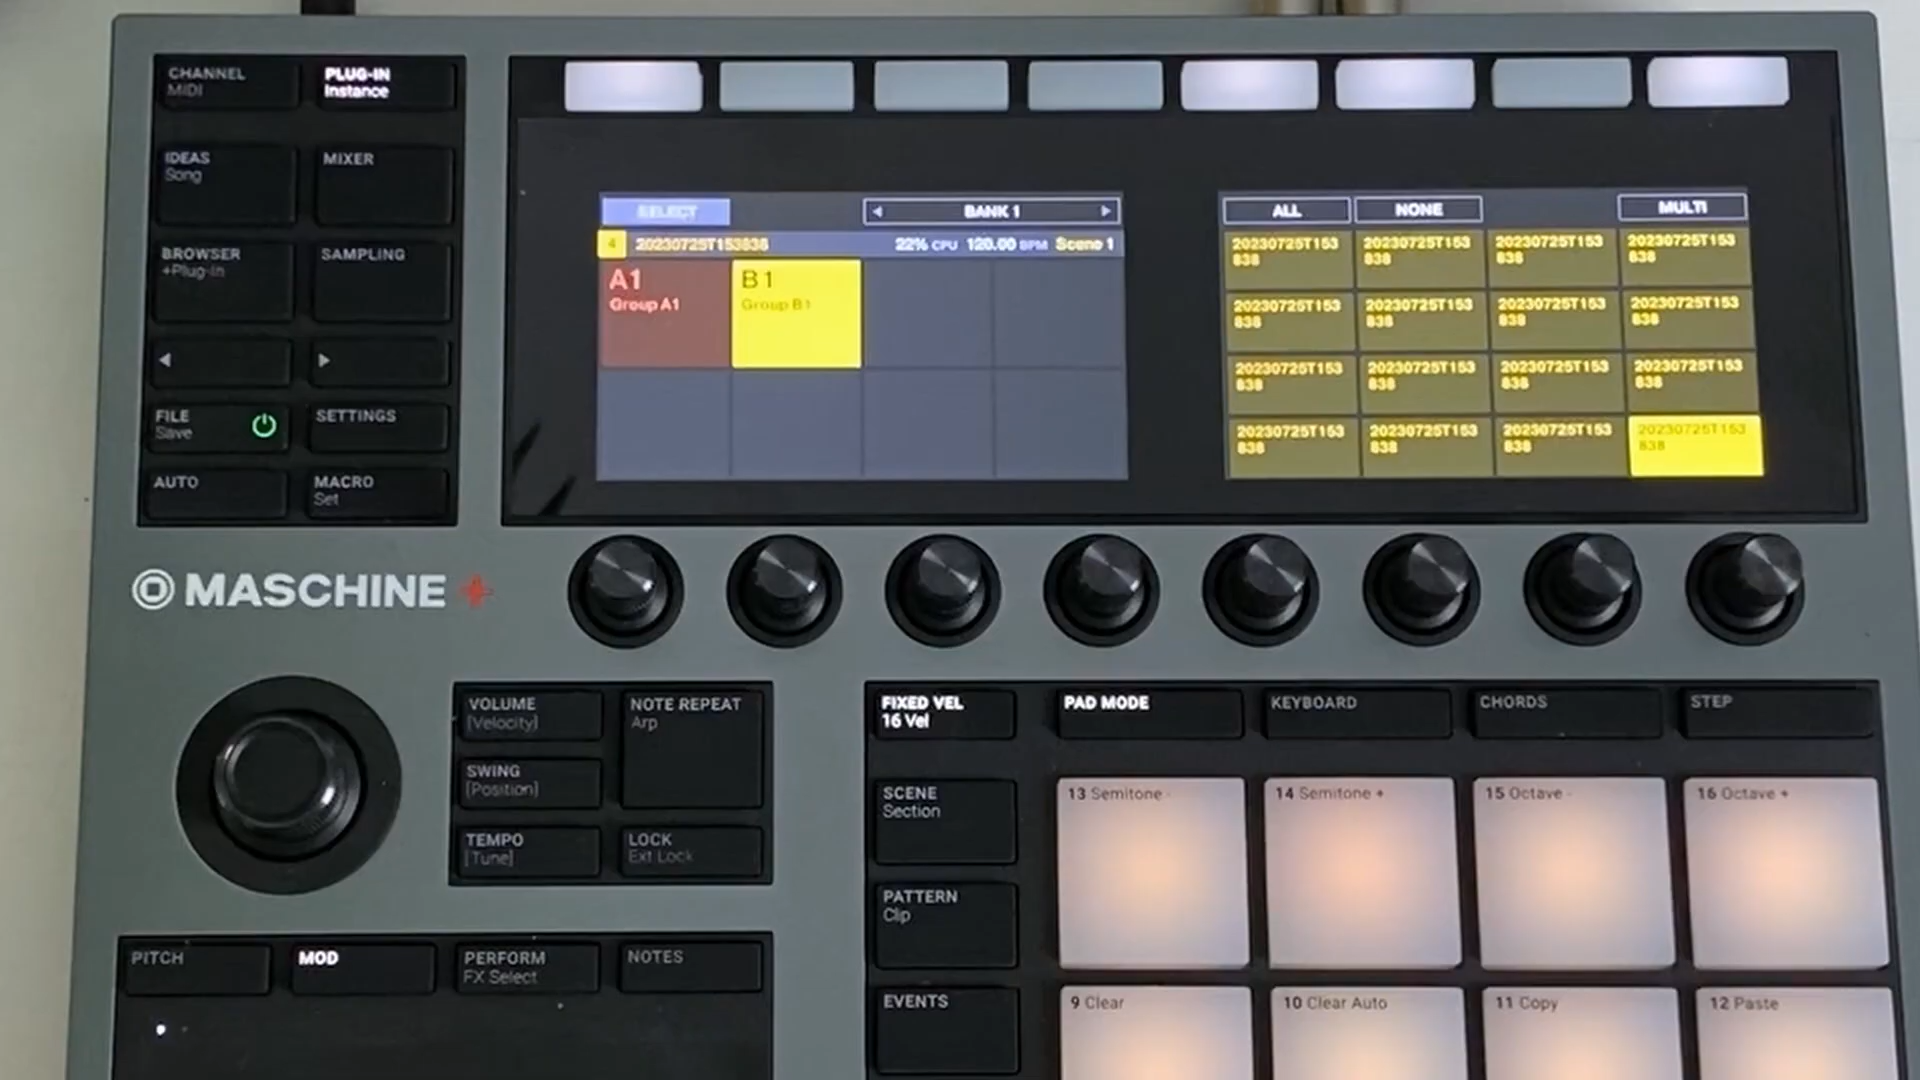 CHANNEL
MIDI
PLUG-IN
Instance
IDEAS
Song
MIXER
BROWSER
+Plug-in
SAMPLING
FILE
Save
SETTINGS
AUTO
MACRO
Set
SELECT
BANK 1
4 20230725T153838 22% CPU 120.00 BPM Scene 1
A1
Group A1
B1
Group B1
ALL
NONE
MULTI
20230725T153
838
20230725T153
838
20230725T153
838
20230725T153
838
20230725T153
838
20230725T153
838
20230725T153
838
20230725T153
838
20230725T153
838
20230725T153
838
20230725T153
838
20230725T153
838
20230725T153
838
20230725T153
838
20230725T153
838
20230725T153
838
MASCHINE +
VOLUME
[Velocity]
NOTE REPEAT
Arp
SWING
[Position]
TEMPO
[Tune]
LOCK
Ext Lock
FIXED VEL
16 Vel
PAD MODE
KEYBOARD
CHORDS
STEP
SCENE
Section
PATTERN
Clip
EVENTS
13 Semitone -
14 Semitone +
15 Octave -
16 Octave +
9 Clear
10 Clear Auto
11 Copy
12 Paste
PITCH
MOD
PERFORM
FX Select
NOTES